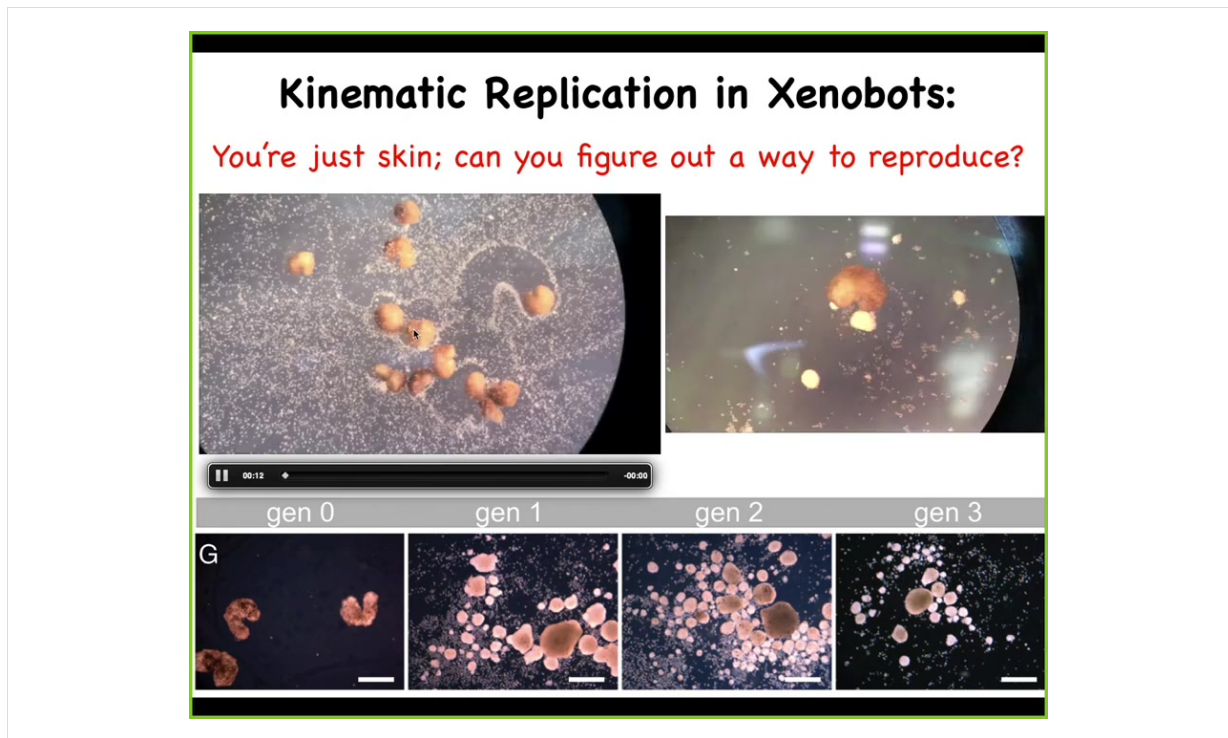 Kinematic Replication in Xenobots:
You're just skin; can you figure out a way to reproduce?
00:12
-00:00
gen 0
gen 1
gen 2
gen 3
G